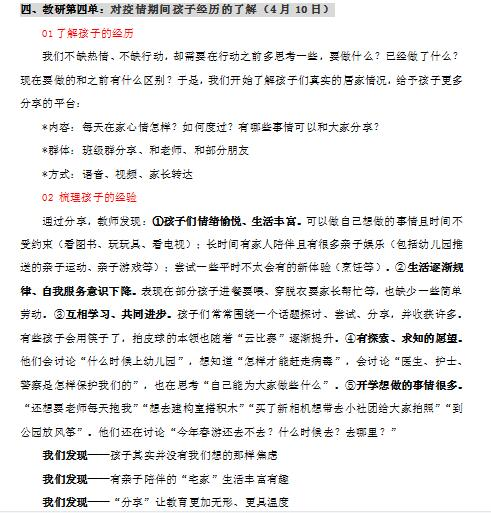 四、教研第四单：对疫情期间孩子经历的了解（4 月 10 日）
01 了解孩子的经历
我们不缺热情、不缺行动，却需要在行动之前多思考一些，要做什么？已经做了什么？
现在要做的和之前有什么区别？于是，我们开始了解孩子们真实的居家情况，给予孩子更多
分享的平台：
*内容：每天在家心情怎样？如何度过？有哪些事情可以和大家分享？
*群体：班级群分享、和老师、和部分朋友
*方式：语音、视频、家长转达
02 梳理孩子的经验
通过分享，教师发现：①孩子们情绪愉悦、生活丰富。可以做自己想做的事情且时间不
受约束（看图书、玩玩具、看电视）；长时间有家人陪伴且有很多亲子娱乐（包括幼儿园推
送的亲子运动、亲子游戏等）；尝试一些平时不太会有的新体验（烹饪等）。②生活逐渐规
律、自我服务意识下降。表现在部分孩子进餐要喂、穿脱衣要家长帮忙等，也缺少一些简单
劳动。③互相学习、共同进步。孩子们常常围绕一个话题探讨、尝试、分享，并收获许多。
有些孩子会用筷子了，拍皮球的本领也随着“云比赛”逐渐提升。④有探索、求知的愿望。
他们会讨论“什么时候上幼儿园”，想知道“怎样才能赶走病毒”，会讨论“医生、护士、
警察是怎样保护我们的”，也在思考“自己能为大家做些什么”。⑤开学想做的事情很多。
“还想要老师每天抱我”“想去建构室搭积木”“买了新相机想带去小社团给大家拍照”“到
公园放风筝”。他们还在讨论“今年春游还去不去？什么时候去？去哪里？”
我们发现——孩子其实并没有我们想的那样焦虑
我们发现——有亲子陪伴的“宅家”生活丰富有趣
我们发现——“分享”让教育更加无形、更具温度